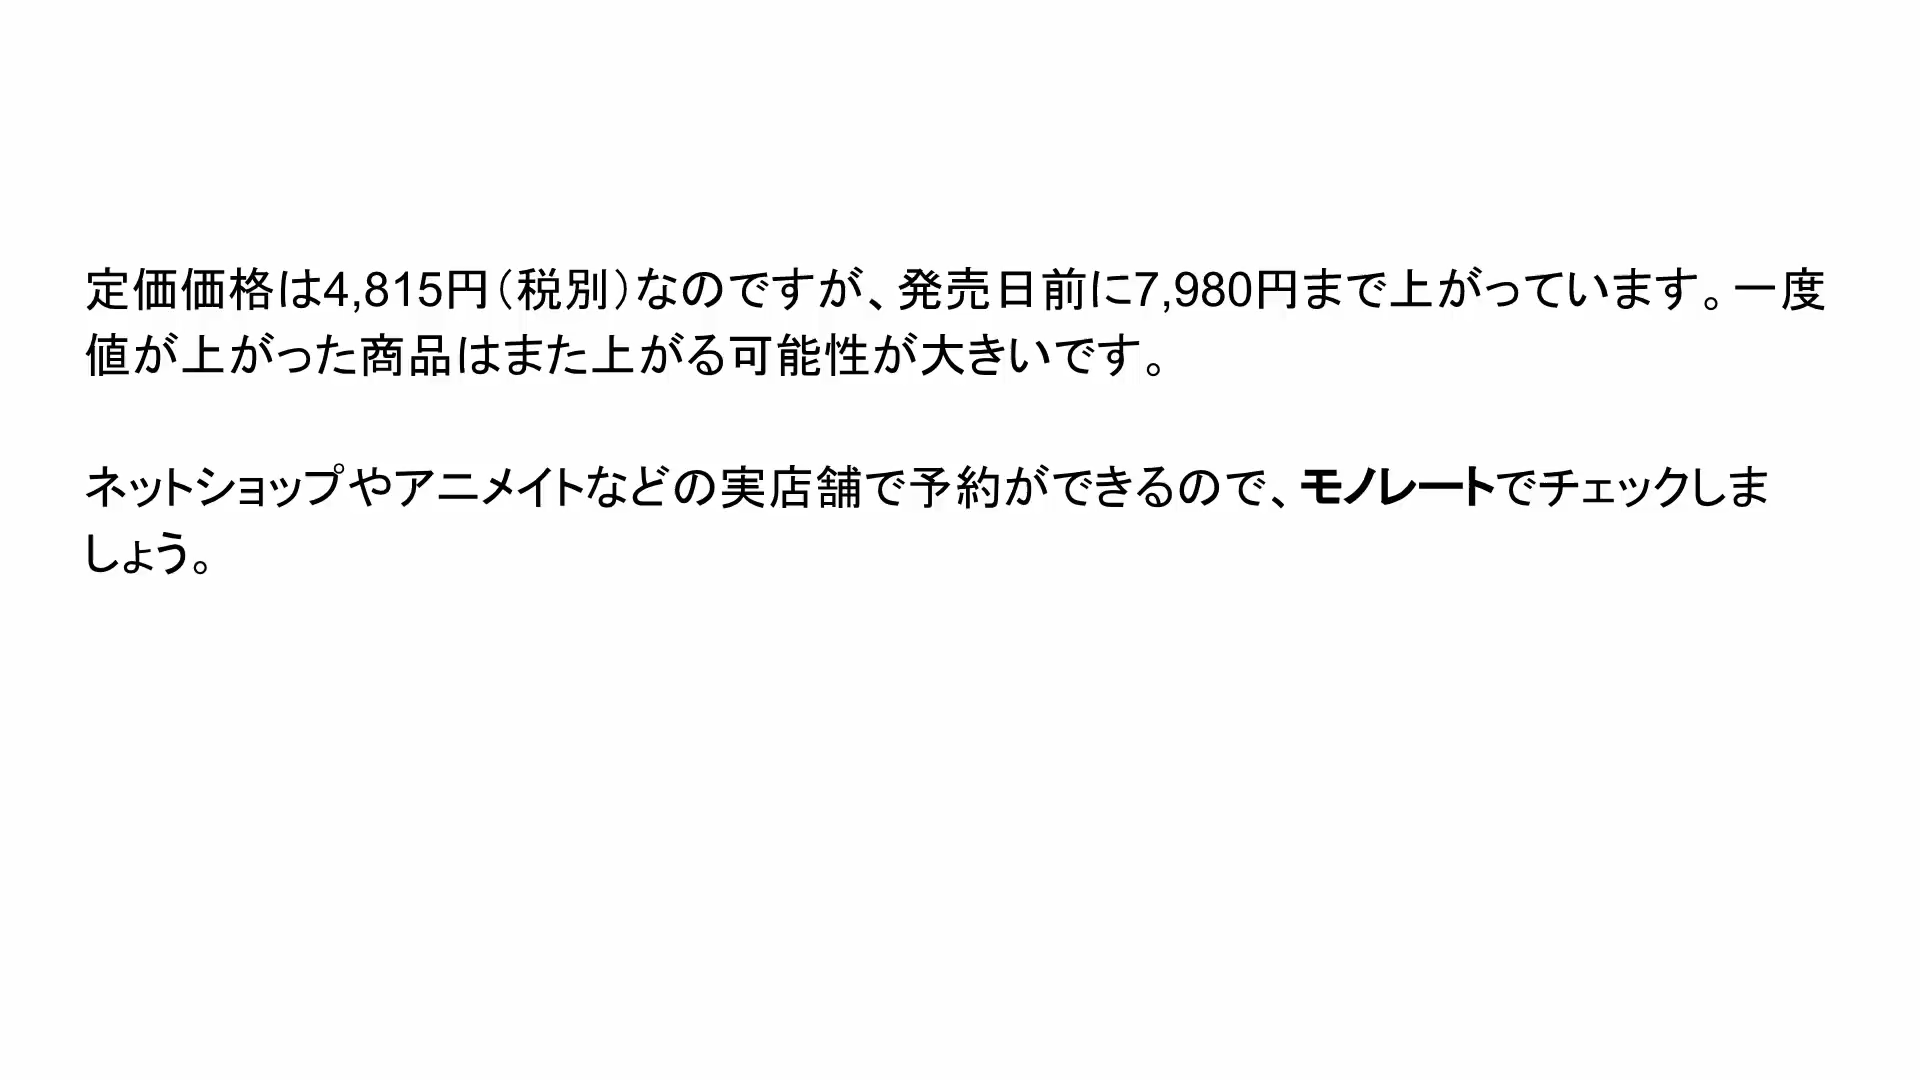 定価価格は4,815円（税別）なのですが、発売日前に7,980円まで上がっています。一度
値が上がった商品はまた上がる可能性が大きいです。
ネットショップやアニメイトなどの実店舗で予約ができるので、モノレートでチェックしま
しょう。